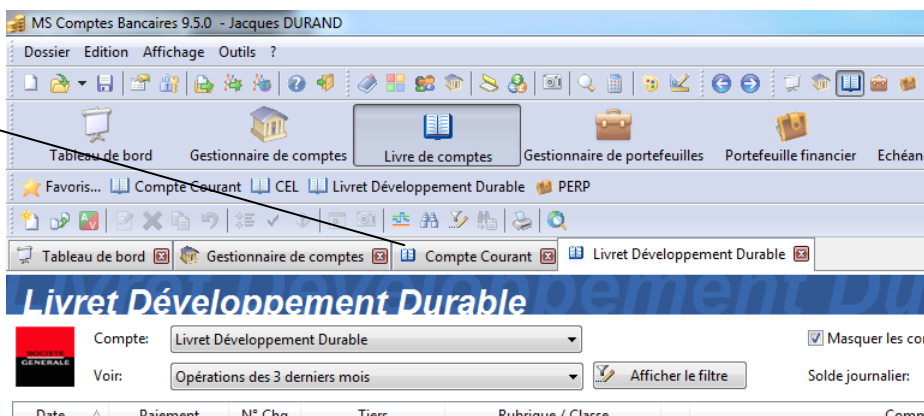 MS Comptes Bancaires 9.5.0 - Jacques DURAND
Dossier Edition Affichage Outils ?
Tableau de bord Gestionnaire de comptes Livre de comptes Gestionnaire de portefeuilles Portefeuille financier Echéan
Favoris... Compte Courant CEL Livret Développement Durable PERP
Tableau de bord Gestionnaire de comptes Compte Courant Livret Développement Durable
Livret Développement Durable
SOCIETE
GENERALE
Compte: Livret Développement Durable Masquer les co
Voir: Opérations des 3 derniers mois Afficher le filtre Solde journalier:
Date Paiement N° Chq Tiers Rubrique / Classe Comm